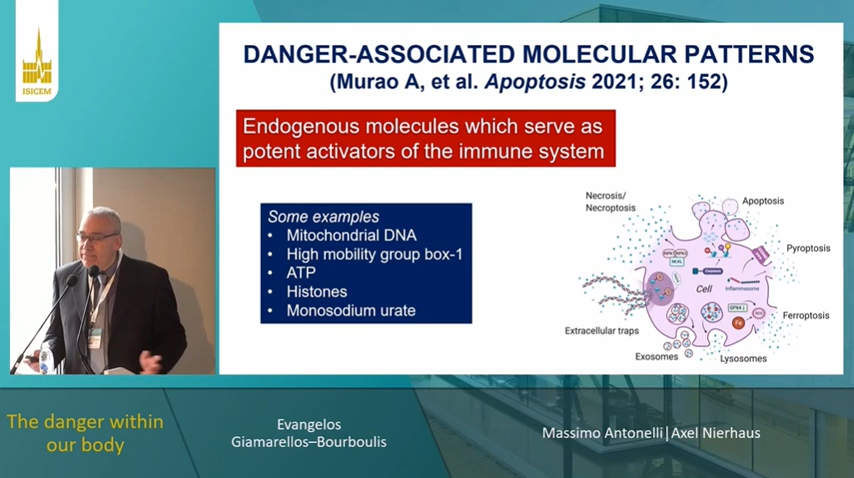 ISICEM
DANGER-ASSOCIATED MOLECULAR PATTERNS
(Murao A, et al. Apoptosis 2021; 26: 152)
Endogenous molecules which serve as
potent activators of the immune system
Some examples
• Mitochondrial DNA
• High mobility group box-1
• ATP
• Histones
• Monosodium urate
Necrosis/
Necroptosis
Apoptosis
Pyroptosis
Cell
Inflammasome
Ferroptosis
Fe
Extracellular traps
Exosomes
Lysosomes
The danger within
our body
Evangelos
Giamarellos–Bourboulis
Massimo Antonelli|Axel Nierhaus